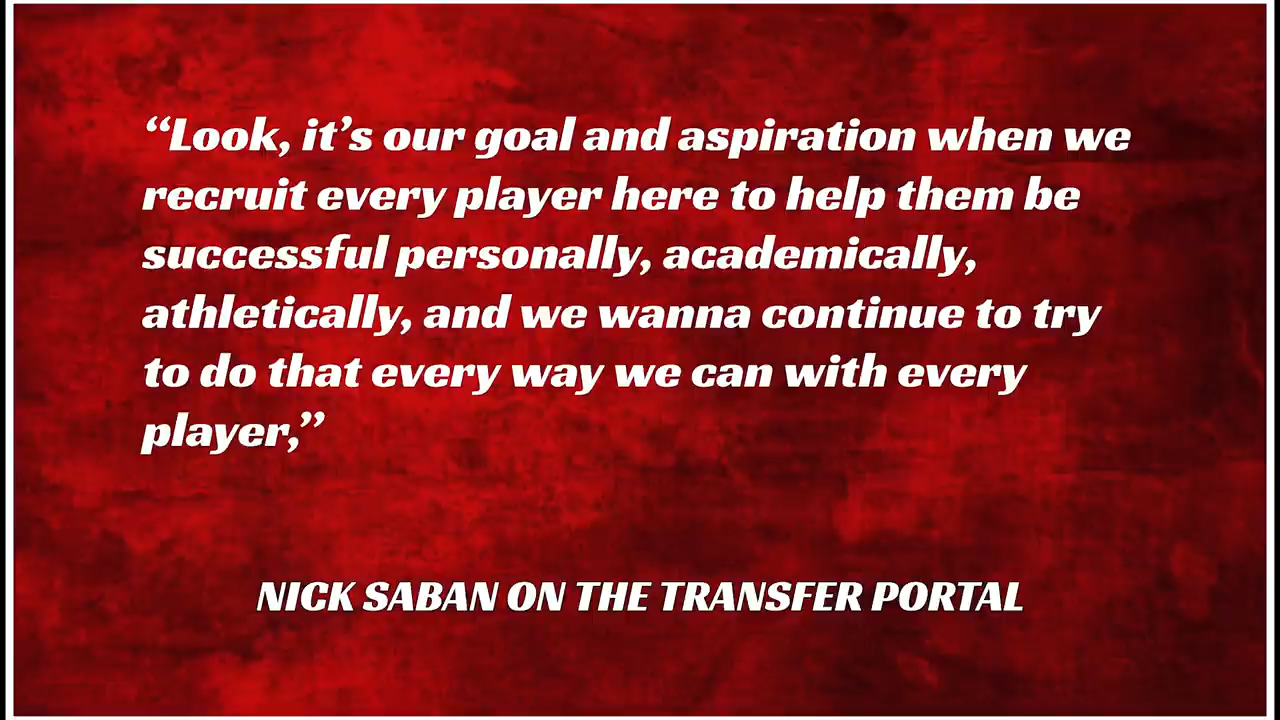 “Look, it’s our goal and aspiration when we
recruit every player here to help them be
successful personally, academically,
athletically, and we wanna continue to try
to do that every way we can with every
player,”
NICK SABAN ON THE TRANSFER PORTAL